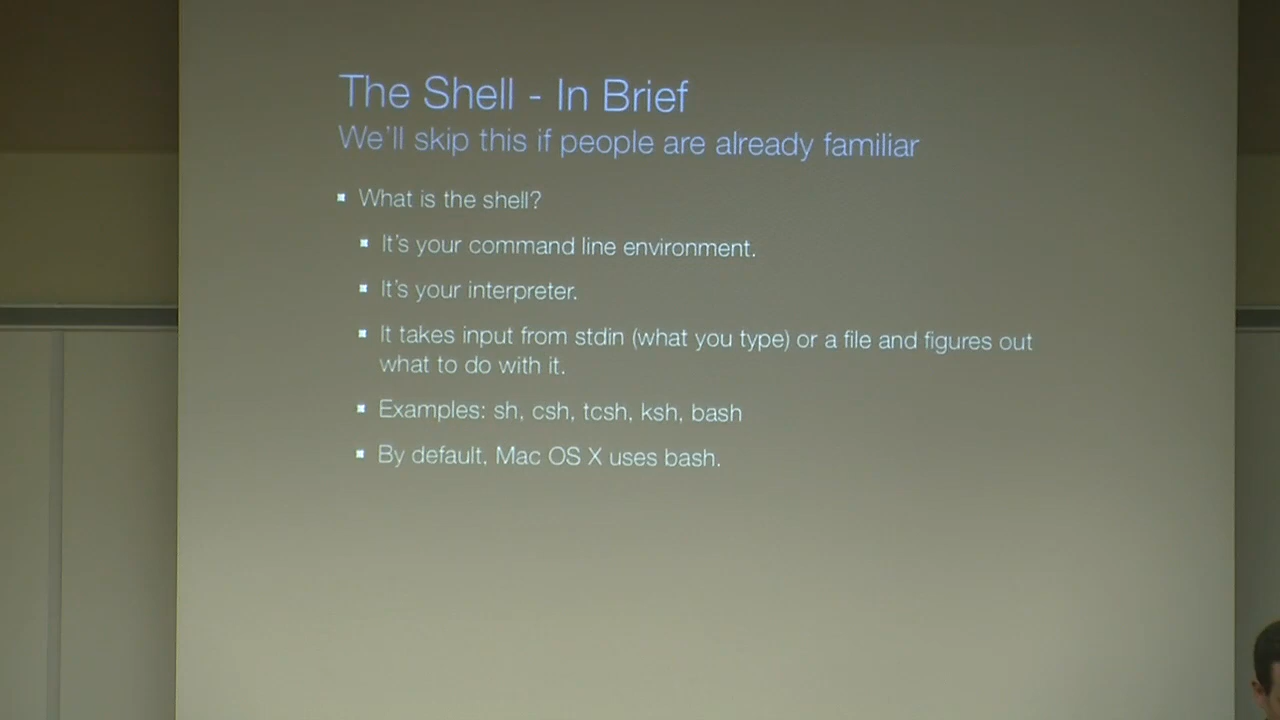 The Shell - In Brief
We'll skip this if people are already familiar
What is the shell?
It's your command line environment.
It's your interpreter.
It takes input from stdin (what you type) or a file and figures out
what to do with it.
Examples: sh, csh, tcsh, ksh, bash
By default, Mac OS X uses bash.